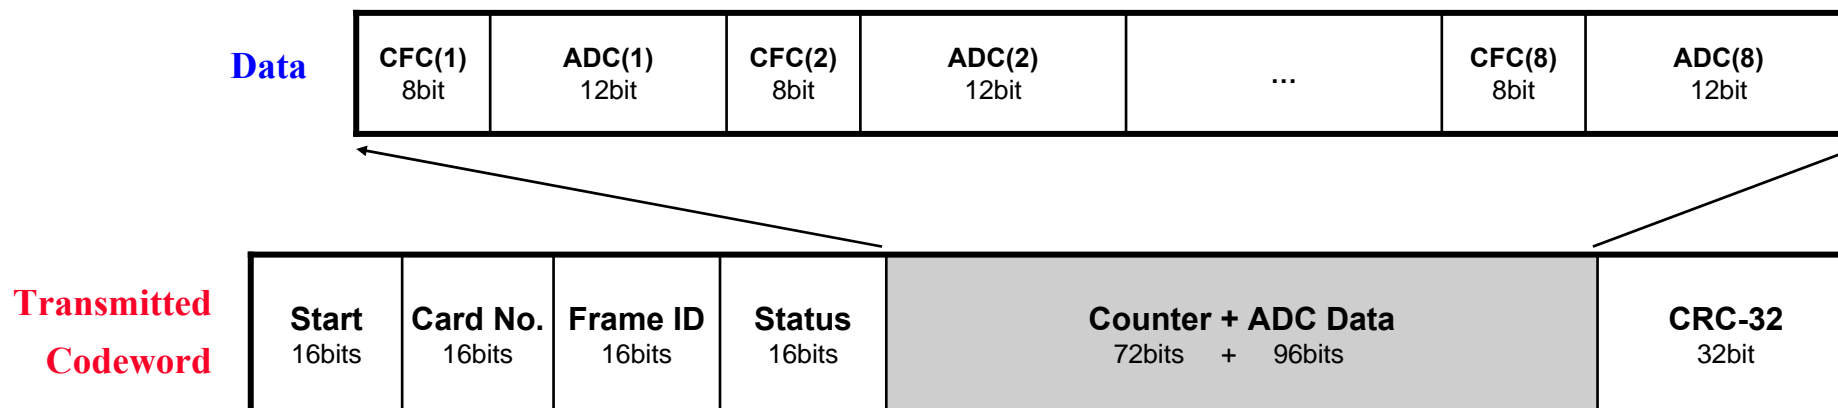 Data
CFC(1) ADC(1) CFC(2) ADC(2) ... CFC(8) ADC(8)
8bit 12bit 8bit 12bit 8bit 12bit
Transmitted
Codeword
Start Card No. Frame ID Status Counter + ADC Data CRC-32
16bits 16bits 16bits 16bits 72bits + 96bits 32bit